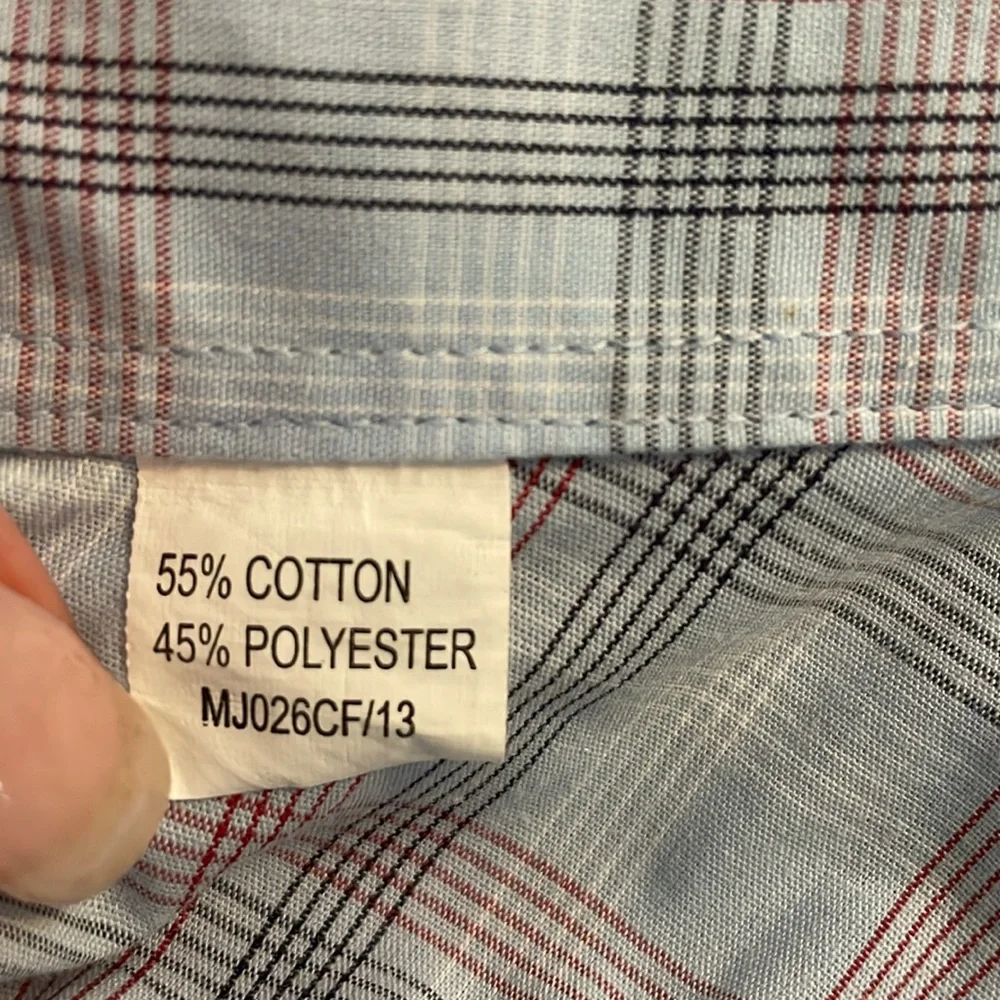 55% COTTON
45% POLYESTER
MJ026CF/13